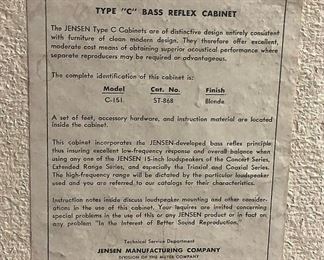 TYPE "C" BASS REFLEX CABINET
The JENSEN Type C Cabinets are of distinctive design entirely consistent
with furniture of clean modern design. They therefore offer excellent,
moderate cost means of obtaining superior acoustical performance where
separate reproducers may be required or advantageous.
The complete identification of this cabinet is:
Model Cat. No. Finish
C-151 ST-868 Blonde
A set of feet, accessory hardware, and instruction material are located
inside the cabinet.
This cabinet incorporates the JENSEN-developed bass reflex principle
thus insuring excellent low-frequency response and overall balance when
using any one of the JENSEN 15-inch loudspeakers of the Concert Series,
Extended Range Series, and especially the Triaxial and Coaxial Series.
The high-frequency range will be dictated by the particular loudspeaker
used and you are referred to our catalogs for their characteristics.
Instruction notes inside discuss loudspeaker mounting and other consider-
ations in the use of this cabinet. Your inquiries are invited concerning
special problems in the use of this or any JENSEN product or in fact on
any problem "In the Interest of Better Sound Reproduction."
Technical Service Department
JENSEN MANUFACTURING COMPANY
DIVISION OF THE MUTER COMPANY